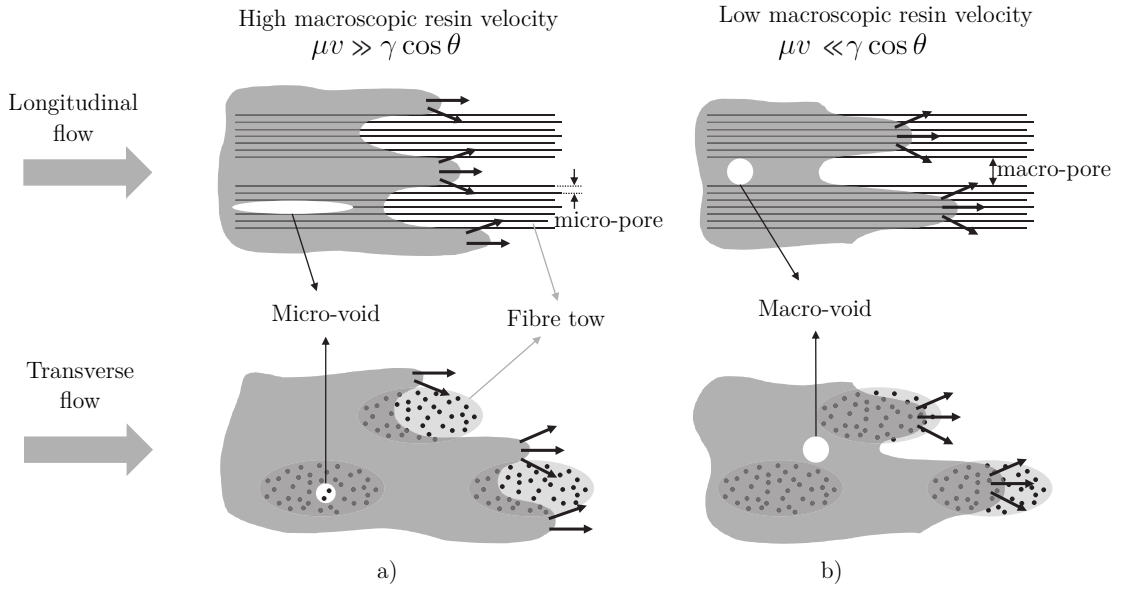 High macroscopic resin velocity
μv ≫ γ cos θ
Low macroscopic resin velocity
μv ≪ γ cos θ
Longitudinal
flow
micro-pore
macro-pore
Micro-void
Fibre tow
Macro-void
Transverse
flow
a)
b)